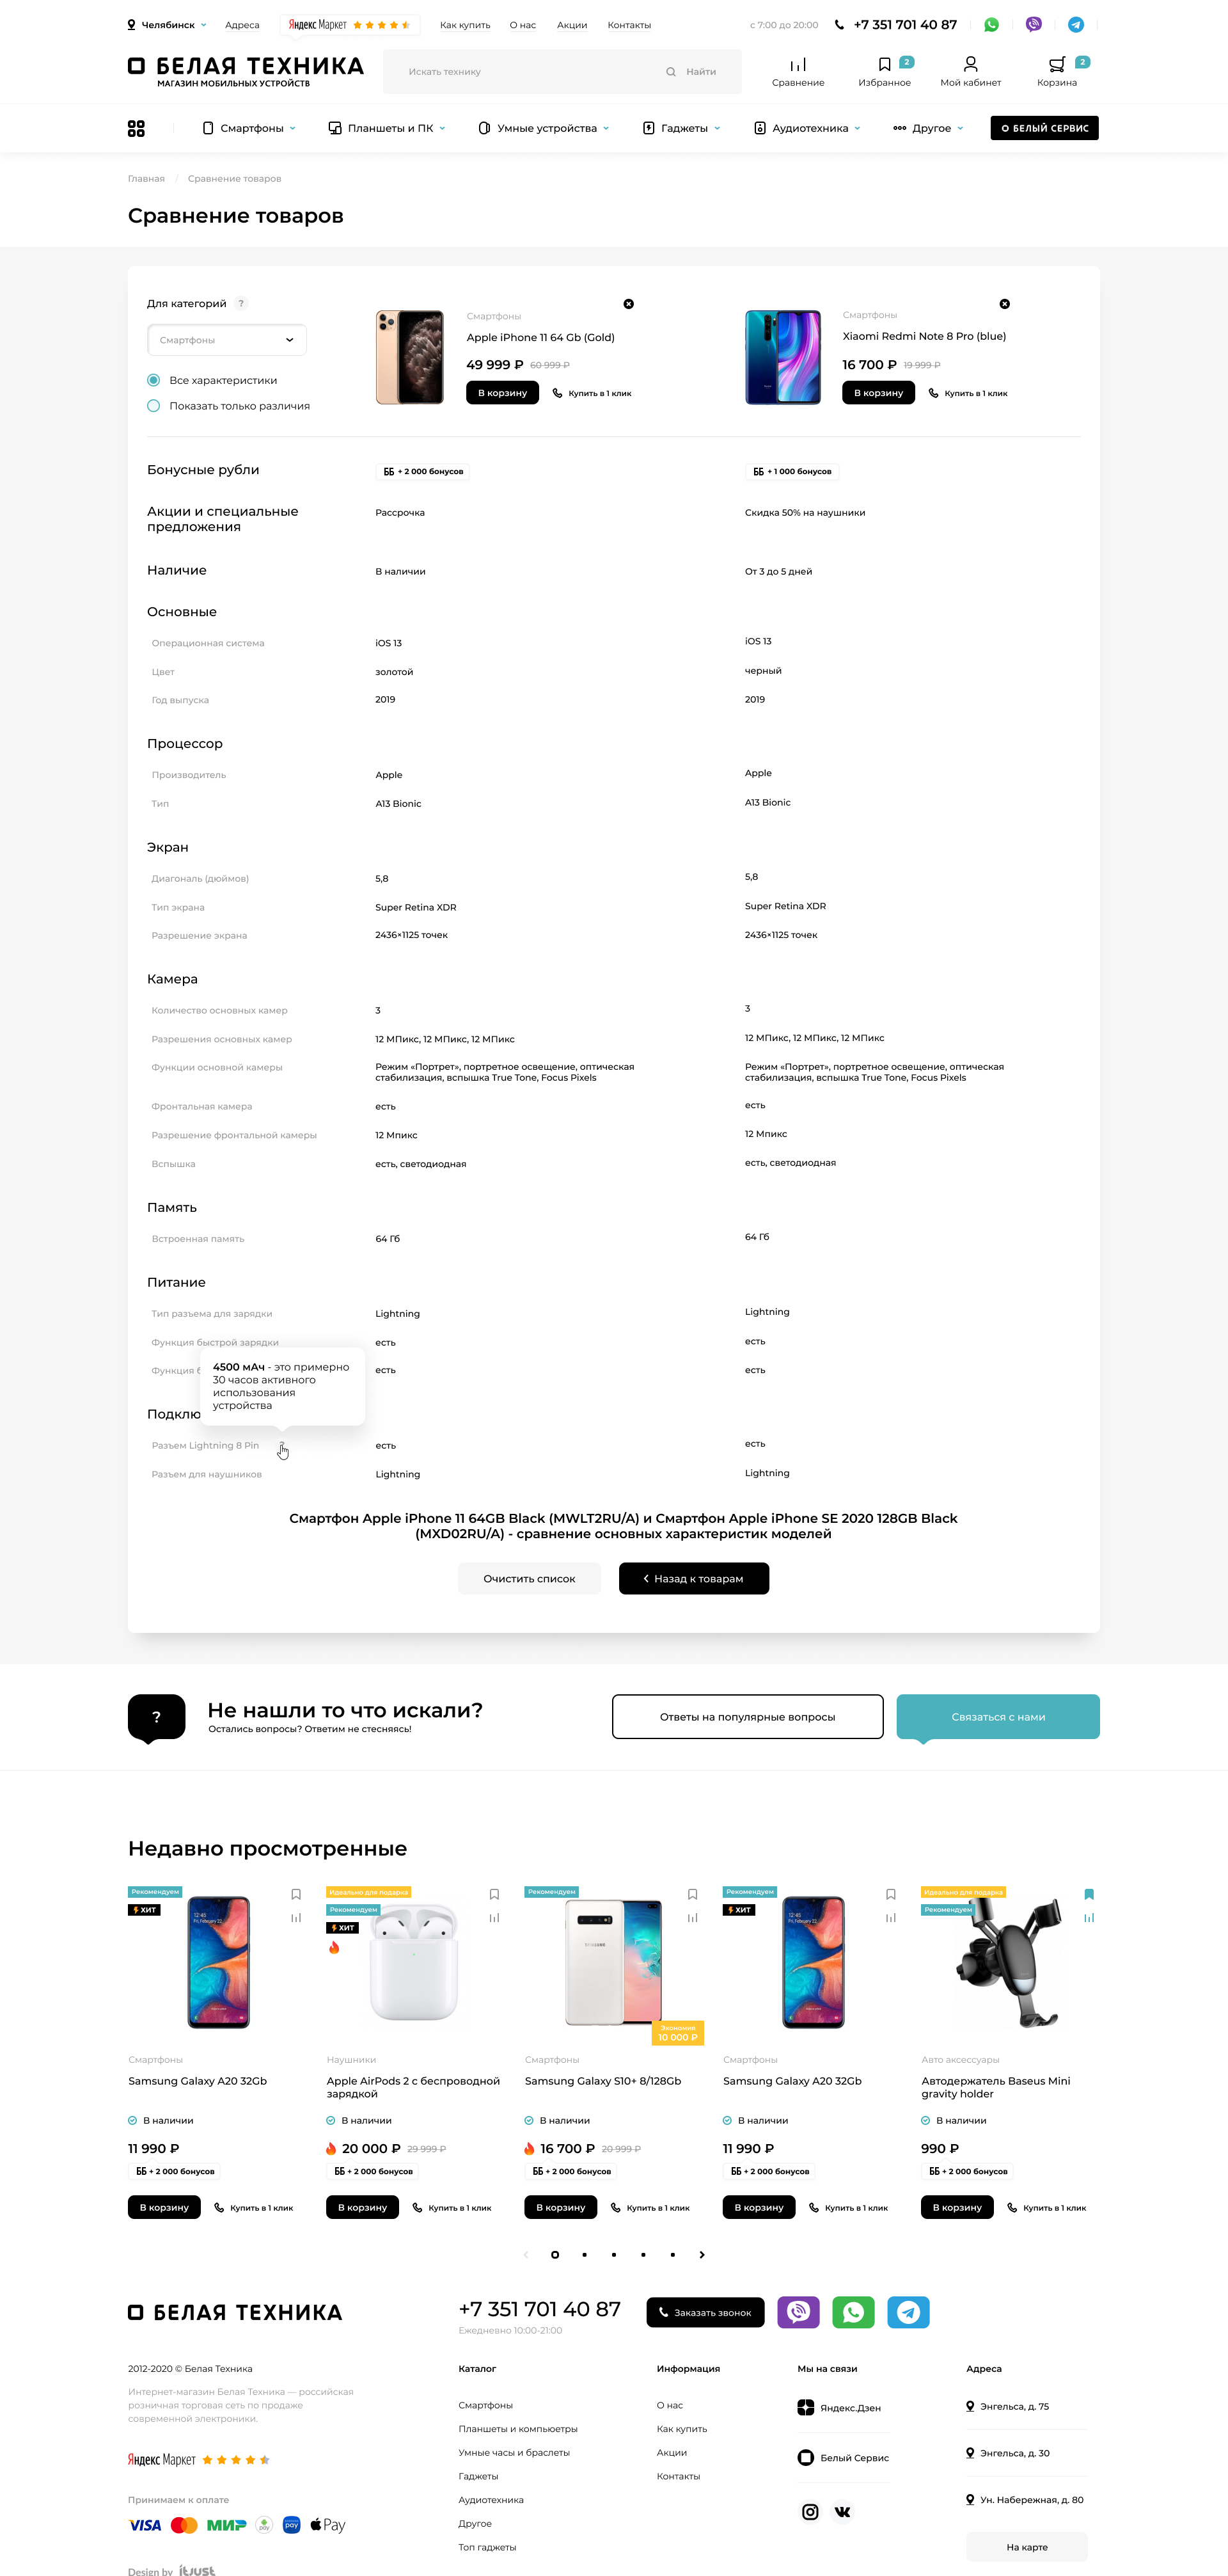 Челябинск
Адреса
Яндекс Маркет
Как купить
О нас
Акции
Контакты
с 7:00 до 20:00
+7 351 701 40 87
БЕЛАЯ ТЕХНИКА
МАГАЗИН МОБИЛЬНЫХ УСТРОЙСТВ
Искать технику
Найти
Сравнение
2
Избранное
Мой кабинет
2
Корзина
Смартфоны
Планшеты и ПК
Умные устройства
Гаджеты
Аудиотехника
Другое
БЕЛЫЙ СЕРВИС
Главная / Сравнение товаров
Сравнение товаров
Для категорий ?
Смартфоны
Все характеристики
Показать только различия
Смартфоны
Apple iPhone 11 64 Gb (Gold)
49 999 ₽ 60 999 ₽
В корзину
Купить в 1 клик
Смартфоны
Xiaomi Redmi Note 8 Pro (blue)
16 700 ₽ 19 999 ₽
В корзину
Купить в 1 клик
Бонусные рубли
ББ + 2 000 бонусов
ББ + 1 000 бонусов
Акции и специальные
предложения
Рассрочка
Скидка 50% на наушники
Наличие
В наличии
От 3 до 5 дней
Основные
Операционная система
iOS 13
iOS 13
Цвет
золотой
черный
Год выпуска
2019
2019
Процессор
Производитель
Apple
Apple
Тип
A13 Bionic
A13 Bionic
Экран
Диагональ (дюймов)
5,8
5,8
Тип экрана
Super Retina XDR
Super Retina XDR
Разрешение экрана
2436×1125 точек
2436×1125 точек
Камера
Количество основных камер
3
3
Разрешения основных камер
12 МПикс, 12 МПикс, 12 МПикс
12 МПикс, 12 МПикс, 12 МПикс
Функции основной камеры
Режим «Портрет», портретное освещение, оптическая
стабилизация, вспышка True Tone, Focus Pixels
Режим «Портрет», портретное освещение, оптическая
стабилизация, вспышка True Tone, Focus Pixels
Фронтальная камера
есть
есть
Разрешение фронтальной камеры
12 Мпикс
12 Мпикс
Вспышка
есть, светодиодная
есть, светодиодная
Память
Встроенная память
64 Гб
64 Гб
Питание
Тип разъема для зарядки
Lightning
Lightning
Функция быстрой зарядки
есть
есть
Функция б
есть
есть
4500 мАч - это примерно
30 часов активного
использования
устройства
Подклю
Разъем Lightning 8 Pin
есть
есть
Разъем для наушников
Lightning
Lightning
Смартфон Apple iPhone 11 64GB Black (MWLT2RU/A) и Смартфон Apple iPhone SE 2020 128GB Black
(MXD02RU/A) - сравнение основных характеристик моделей
Очистить список
Назад к товарам
?
Не нашли то что искали?
Остались вопросы? Ответим не стесняясь!
Ответы на популярные вопросы
Связаться с нами
Недавно просмотренные
Рекомендуем
ХИТ
Смартфоны
Samsung Galaxy A20 32Gb
В наличии
11 990 ₽
ББ + 2 000 бонусов
В корзину
Купить в 1 клик
Идеально для подарка
Рекомендуем
ХИТ
Наушники
Apple AirPods 2 с беспроводной
зарядкой
В наличии
20 000 ₽ 29 999 ₽
ББ + 2 000 бонусов
В корзину
Купить в 1 клик
Рекомендуем
Экономия
10 000 ₽
Смартфоны
Samsung Galaxy S10+ 8/128Gb
В наличии
16 700 ₽ 20 999 ₽
ББ + 2 000 бонусов
В корзину
Купить в 1 клик
Рекомендуем
ХИТ
Смартфоны
Samsung Galaxy A20 32Gb
В наличии
11 990 ₽
ББ + 2 000 бонусов
В корзину
Купить в 1 клик
Идеально для подарка
Рекомендуем
Авто аксессуары
Автодержатель Baseus Mini
gravity holder
В наличии
990 ₽
ББ + 2 000 бонусов
В корзину
Купить в 1 клик
БЕЛАЯ ТЕХНИКА
+7 351 701 40 87
Ежедневно 10:00-21:00
Заказать звонок
2012-2020 © Белая Техника
Интернет-магазин Белая Техника — российская
розничная торговая сеть по продаже
современной электроники.
Яндекс Маркет
Принимаем к оплате
VISA
МИР
pay
pay
Pay
Design by itjust
Каталог
Смартфоны
Планшеты и компьюетры
Умные часы и браслеты
Гаджеты
Аудиотехника
Другое
Топ гаджеты
Информация
О нас
Как купить
Акции
Контакты
Мы на связи
Яндекс.Дзен
Белый Сервис
Адреса
Энгельса, д. 75
Энгельса, д. 30
Ул. Набережная, д. 80
На карте